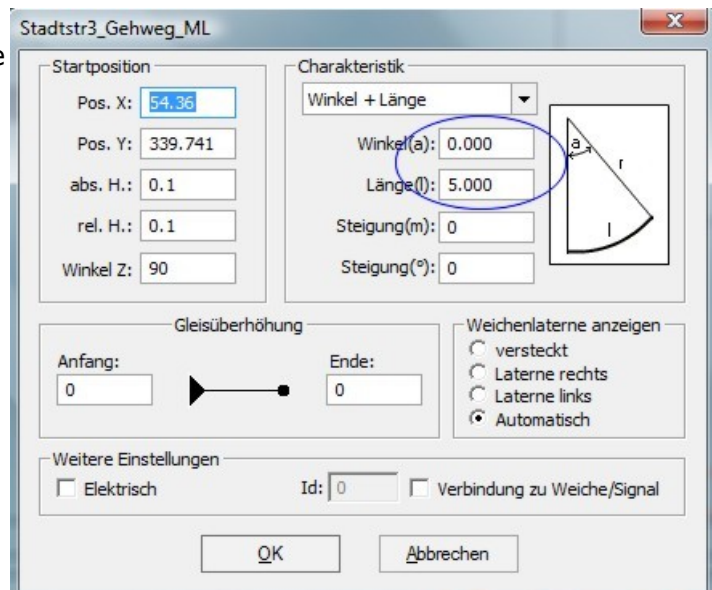 Stadtstr3_Gehweg_ML
e
Startposition
Pos. X: 54.36
Pos. Y: 339.741
abs. H.: 0.1
rel. H.: 0.1
Winkel Z: 90
Charakteristik
Winkel + Länge
Winkel(a): 0.000
Länge(l): 5.000
Steigung(m): 0
Steigung(°): 0
a
r
l
Gleisüberhöhung
Anfang:
0
Ende:
0
Weichenlaterne anzeigen
versteckt
Laterne rechts
Laterne links
Automatisch
Weitere Einstellungen
Elektrisch
Id: 0
Verbindung zu Weiche/Signal
OK
Abbrechen